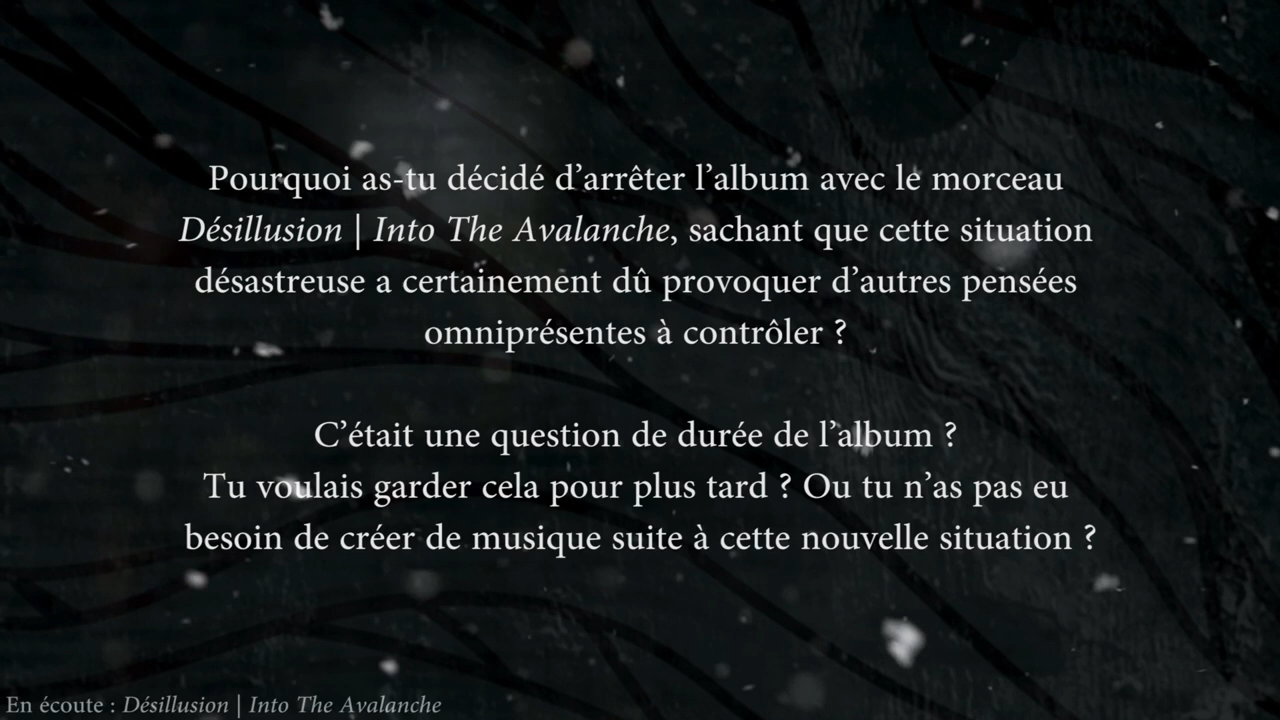 Pourquoi as-tu décidé d’arrêter l’album avec le morceau
Désillusion | Into The Avalanche, sachant que cette situation
désastreuse a certainement dû provoquer d’autres pensées
omniprésentes à contrôler ?
C’était une question de durée de l’album ?
Tu voulais garder cela pour plus tard ? Ou tu n’as pas eu
besoin de créer de musique suite à cette nouvelle situation ?
En écoute : Désillusion | Into The Avalanche